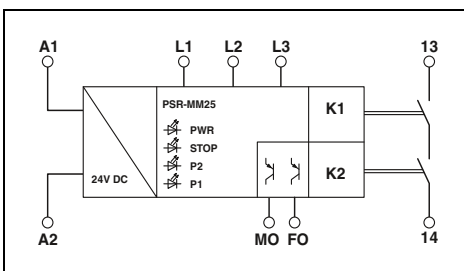 A1 L1 L2 L3 13
PSR-MM25 K1
PWR
STOP
P2 K2
24V DC P1
A2 MO FO 14